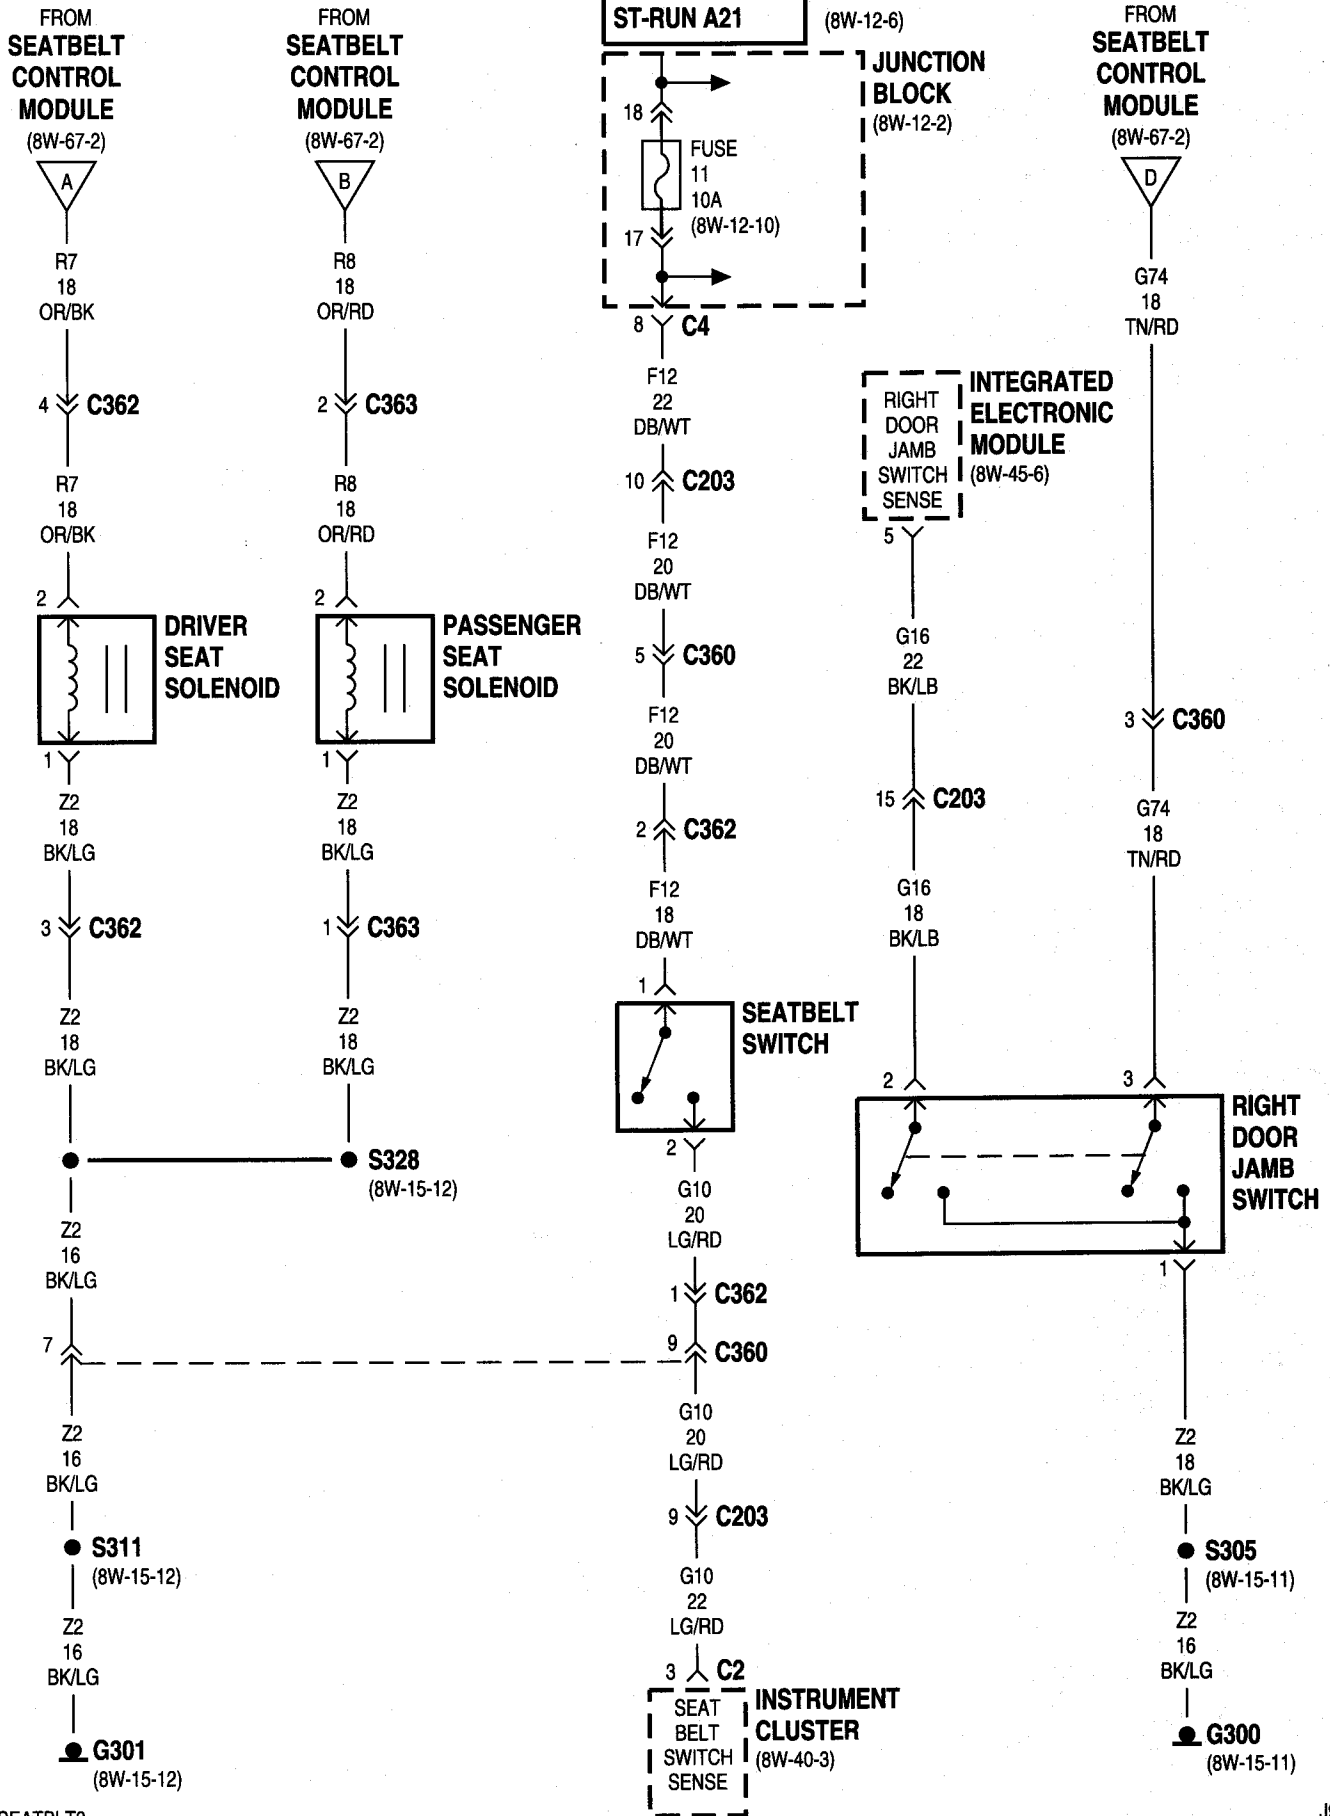 FROM
SEATBELT
CONTROL
MODULE
(8W-67-2)
A
R7
18
OR/BK
4 C362
R7
18
OR/BK
2
DRIVER
SEAT
SOLENOID
1
Z2
18
BK/LG
3 C362
Z2
18
BK/LG
Z2
16
BK/LG
7
Z2
16
BK/LG
S311
(8W-15-12)
Z2
16
BK/LG
G301
(8W-15-12)
FROM
SEATBELT
CONTROL
MODULE
(8W-67-2)
B
R8
18
OR/RD
2 C363
R8
18
OR/RD
2
PASSENGER
SEAT
SOLENOID
1
Z2
18
BK/LG
1 C363
Z2
18
BK/LG
S328
(8W-15-12)
ST-RUN A21
(8W-12-6)
JUNCTION
BLOCK
(8W-12-2)
18
FUSE
11
10A
(8W-12-10)
17
8 C4
F12
22
DB/WT
10 C203
F12
20
DB/WT
5 C360
F12
20
DB/WT
2 C362
F12
18
DB/WT
1
SEATBELT
SWITCH
2
G10
20
LG/RD
1 C362
9 C360
G10
20
LG/RD
9 C203
G10
22
LG/RD
3 C2
SEAT
BELT
SWITCH
SENSE
INSTRUMENT
CLUSTER
(8W-40-3)
RIGHT
DOOR
JAMB
SWITCH
SENSE
INTEGRATED
ELECTRONIC
MODULE
(8W-45-6)
5
G16
22
BK/LB
15 C203
G16
18
BK/LB
2
FROM
SEATBELT
CONTROL
MODULE
(8W-67-2)
D
G74
18
TN/RD
3 C360
G74
18
TN/RD
3
RIGHT
DOOR
JAMB
SWITCH
1
Z2
18
BK/LG
S305
(8W-15-11)
Z2
16
BK/LG
G300
(8W-15-11)